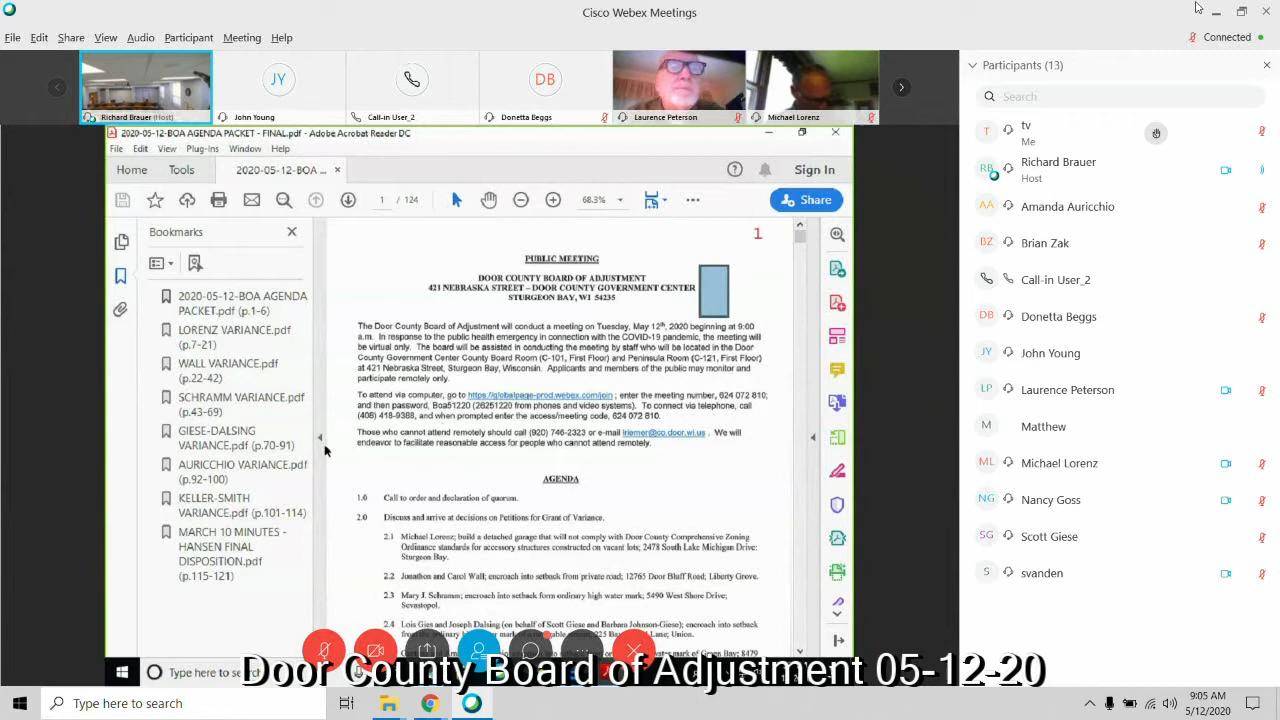 Cisco Webex Meetings
File Edit Share View Audio Participant Meeting Help
Connected
Richard Brauer (Host)
JY
John Young
Call-in User_2
DB
Donetta Beggs
Laurence Peterson
Michael Lorenz
2020-05-12-BOA AGENDA PACKET - FINAL.pdf - Adobe Acrobat Reader DC
File Edit View Plug-Ins Window Help
Home Tools 2020-05-12-BOA ... × Sign In
1 / 124 68.3% Share
Bookmarks
2020-05-12-BOA AGENDA
PACKET.pdf (p.1-6)
LORENZ VARIANCE.pdf
(p.7-21)
WALL VARIANCE.pdf
(p.22-42)
SCHRAMM VARIANCE.pdf
(p.43-69)
GIESE-DALSING
VARIANCE.pdf (p.70-91)
AURICCHIO VARIANCE.pdf
(p.92-100)
KELLER-SMITH
VARIANCE.pdf (p.101-114)
MARCH 10 MINUTES -
HANSEN FINAL
DISPOSITION.pdf
(p.115-121)
1
PUBLIC MEETING
DOOR COUNTY BOARD OF ADJUSTMENT
421 NEBRASKA STREET – DOOR COUNTY GOVERNMENT CENTER
STURGEON BAY, WI 54235
The Door County Board of Adjustment will conduct a meeting on Tuesday, May 12th, 2020 beginning at 9:00
a.m. In response to the public health emergency in connection with the COVID-19 pandemic, the meeting will
be virtual only. The board will be assisted in conducting the meeting by staff who will be located in the Door
County Government Center County Board Room (C-101, First Floor) and Peninsula Room (C-121, First Floor)
at 421 Nebraska Street, Sturgeon Bay, Wisconsin. Applicants and members of the public may monitor and
participate remotely only.
To attend via computer, go to https://globalpage-prod.webex.com/join ; enter the meeting number, 624 072 810;
and then password, Boa51220 (26251220 from phones and video systems). To connect via telephone, call
(408) 418-9388, and when prompted enter the access/meeting code, 624 072 810.
Those who cannot attend remotely should call (920) 746-2323 or e-mail lriemer@co.door.wi.us . We will
endeavor to facilitate reasonable access for people who cannot attend remotely.
AGENDA
1.0 Call to order and declaration of quorum.
2.0 Discuss and arrive at decisions on Petitions for Grant of Variance.
2.1 Michael Lorenz; build a detached garage that will not comply with Door County Comprehensive Zoning
Ordinance standards for accessory structures constructed on vacant lots; 2478 South Lake Michigan Drive;
Sturgeon Bay.
2.2 Jonathon and Carol Wall; encroach into setback from private road; 12765 Door Bluff Road; Liberty Grove.
2.3 Mary J. Schramm; encroach into setback form ordinary high water mark; 5490 West Shore Drive;
Sevastopol.
2.4 Lois Gies and Joseph Dalsing (on behalf of Scott Giese and Barbara Johnson-Giese); encroach into setback
Type here to search
Door County Board of Adjustment 05-12-20
Participants (13)
Search
T tv
Me
RB Richard Brauer
Host
AA Amanda Auricchio
BZ Brian Zak
Call-in User_2
DB Donetta Beggs
JY John Young
LP Laurence Peterson
M Matthew
ML Michael Lorenz
NG Nancy Goss
SG Scott Giese
S svanden
Type here to search
9:05 AM
5/12/2020